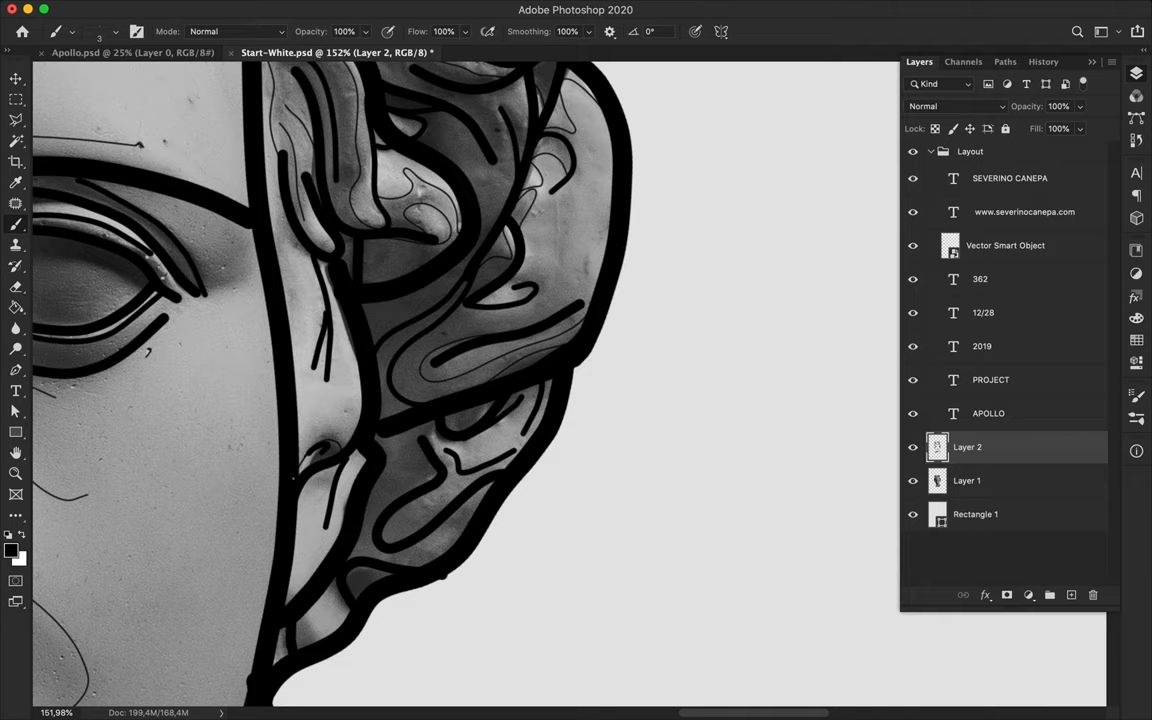 Adobe Photoshop 2020
3
Mode: Normal
Opacity: 100%
Flow: 100%
Smoothing: 100%
0°
Apollo.psd @ 25% (Layer 0, RGB/8#)
Start-White.psd @ 152% (Layer 2, RGB/8) *
Layers Channels Paths History
Kind
Normal
Opacity: 100%
Lock:
Fill: 100%
Layout
SEVERINO CANEPA
www.severinocanepa.com
Vector Smart Object
362
12/28
2019
PROJECT
APOLLO
Layer 2
Layer 1
Rectangle 1
151,98%
Doc: 199,4M/168,4M